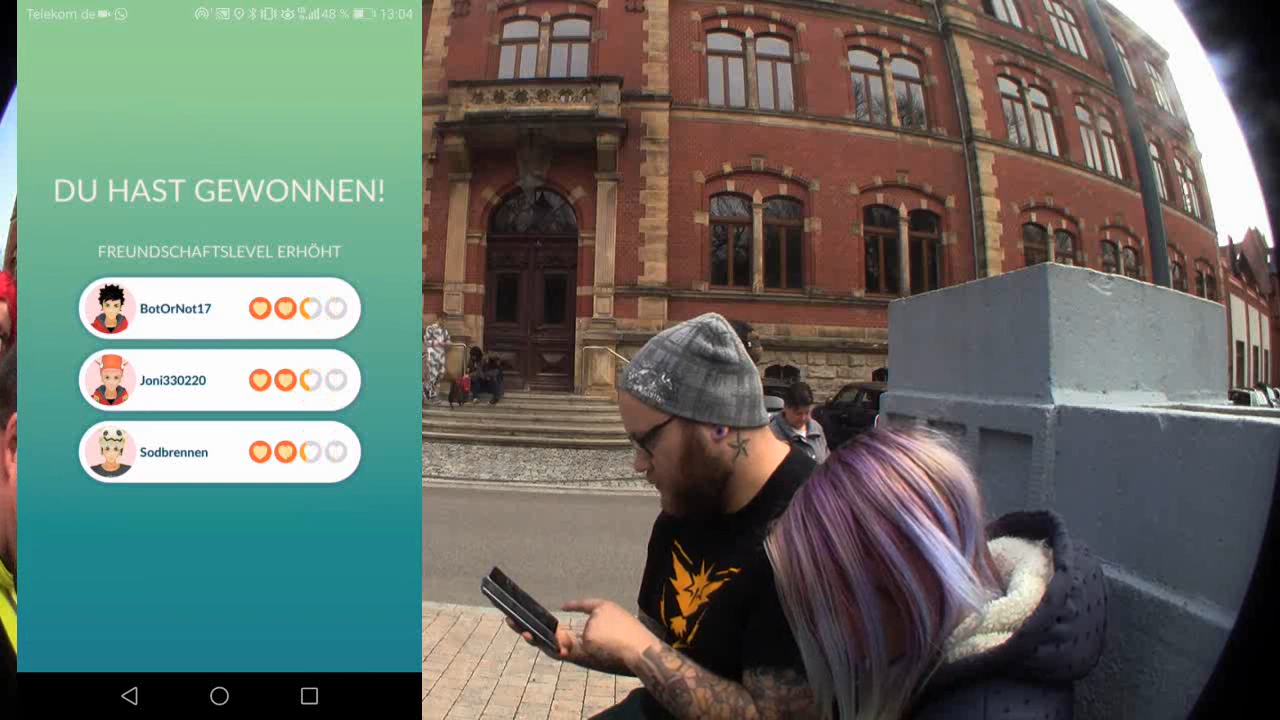 Telekom.de 48 % 13:04
DU HAST GEWONNEN!
FREUNDSCHAFTSLEVEL ERHÖHT
BotOrNot17
Joni330220
Sodbrennen